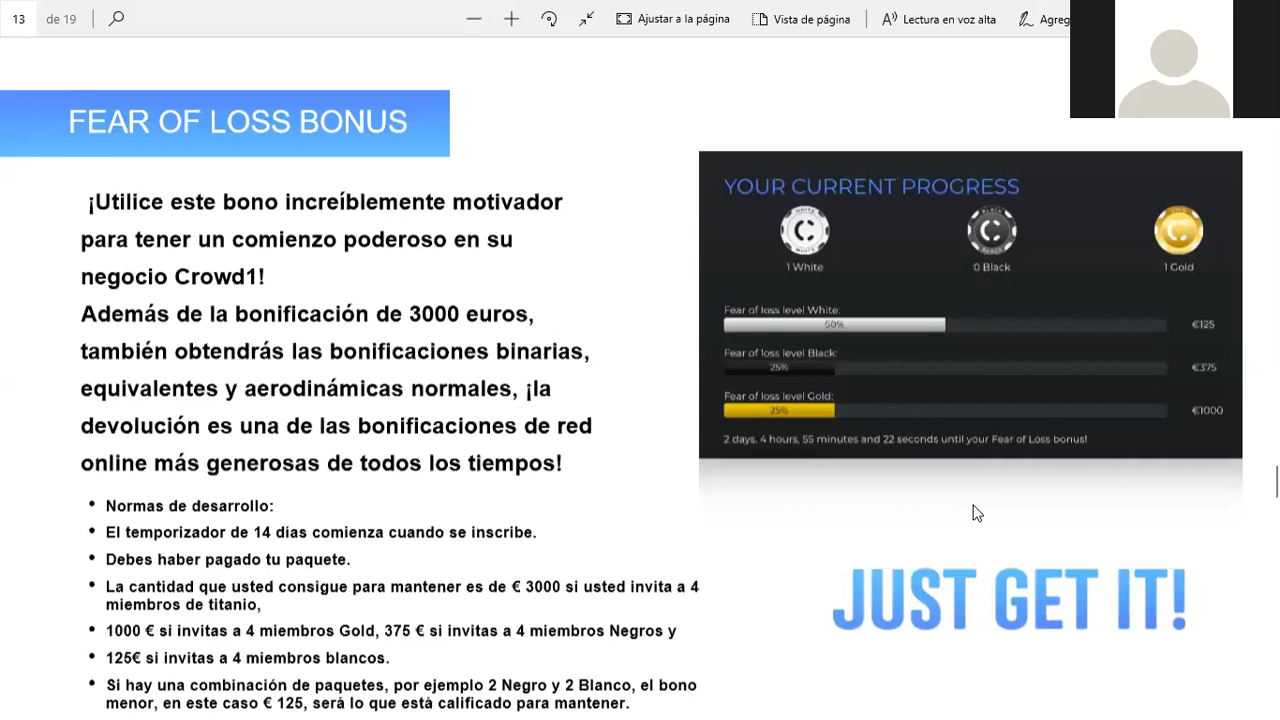 13 de 19 Ajustar a la página Vista de página Lectura en voz alta Agreg
FEAR OF LOSS BONUS
¡Utilice este bono increíblemente motivador
para tener un comienzo poderoso en su
negocio Crowd1!
Además de la bonificación de 3000 euros,
también obtendrás las bonificaciones binarias,
equivalentes y aerodinámicas normales, ¡la
devolución es una de las bonificaciones de red
online más generosas de todos los tiempos!
• Normas de desarrollo:
• El temporizador de 14 días comienza cuando se inscribe.
• Debes haber pagado tu paquete.
• La cantidad que usted consigue para mantener es de € 3000 si usted invita a 4
miembros de titanio,
• 1000 € si invitas a 4 miembros Gold, 375 € si invitas a 4 miembros Negros y
• 125€ si invitas a 4 miembros blancos.
• Si hay una combinación de paquetes, por ejemplo 2 Negro y 2 Blanco, el bono
menor, en este caso € 125, será lo que está calificado para mantener.
YOUR CURRENT PROGRESS
1 White 0 Black 1 Gold
Fear of loss level White:
50% €125
Fear of loss level Black:
25% €375
Fear of loss level Gold:
25% €1000
2 days, 4 hours, 55 minutes and 22 seconds until your Fear of Loss bonus!
JUST GET IT!